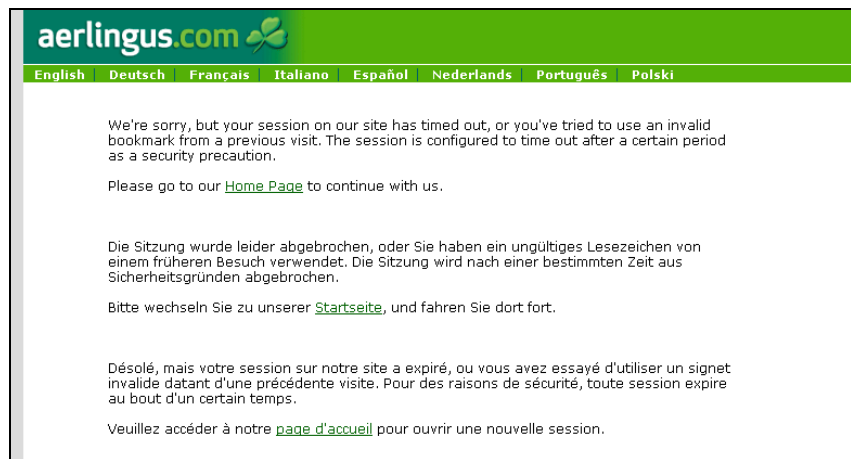 aerlingus.com
English Deutsch Français Italiano Español Nederlands Português Polski
We're sorry, but your session on our site has timed out, or you've tried to use an invalid
bookmark from a previous visit. The session is configured to time out after a certain period
as a security precaution.
Please go to our Home Page to continue with us.
Die Sitzung wurde leider abgebrochen, oder Sie haben ein ungültiges Lesezeichen von
einem früheren Besuch verwendet. Die Sitzung wird nach einer bestimmten Zeit aus
Sicherheitsgründen abgebrochen.
Bitte wechseln Sie zu unserer Startseite, und fahren Sie dort fort.
Désolé, mais votre session sur notre site a expiré, ou vous avez essayé d'utiliser un signet
invalide datant d'une précédente visite. Pour des raisons de sécurité, toute session expire
au bout d'un certain temps.
Veuillez accéder à notre page d'accueil pour ouvrir une nouvelle session.